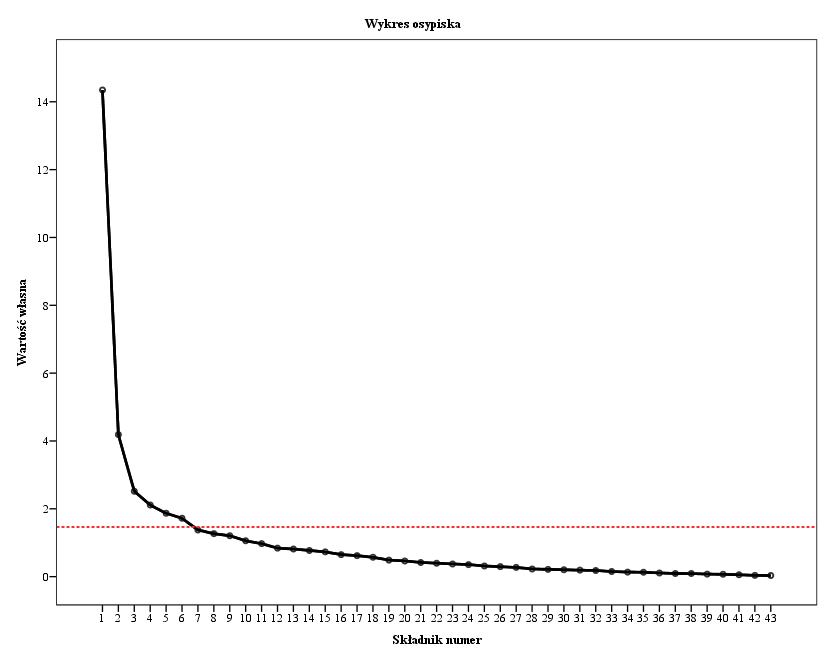 Wykres osypiska
Wartość własna
14
12
10
8
6
4
2
0
1 2 3 4 5 6 7 8 9 10 11 12 13 14 15 16 17 18 19 20 21 22 23 24 25 26 27 28 29 30 31 32 33 34 35 36 37 38 39 40 41 42 43
Składnik numer